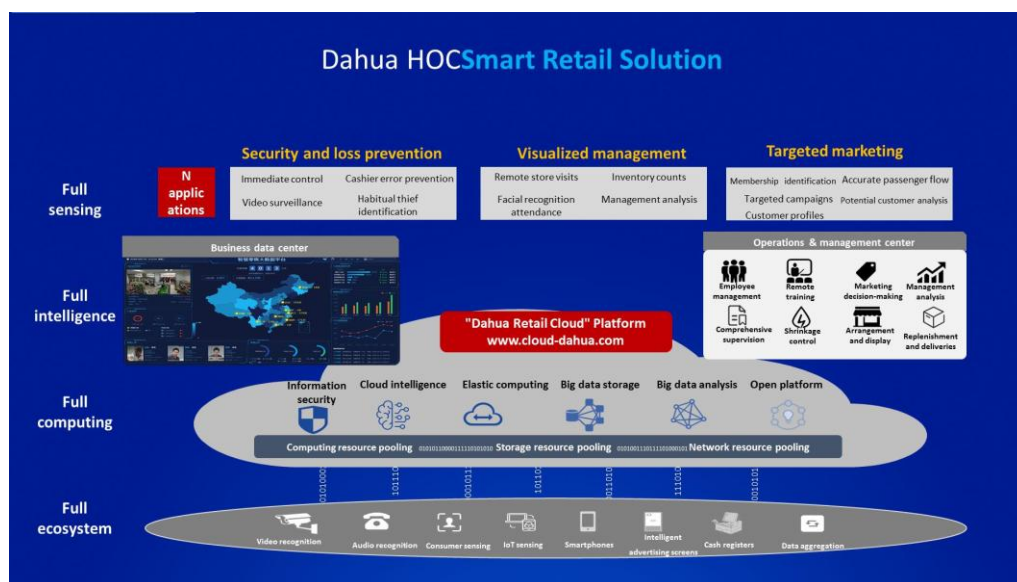 Dahua HOCSmart Retail Solution
Security and loss prevention
Visualized management
Targeted marketing
Full
sensing
N
applic
ations
Immediate control
Cashier error prevention
Video surveillance
Habitual thief
identification
Remote store visits
Inventory counts
Facial recognition
attendance
Management analysis
Membership identification
Accurate passenger flow
Targeted campaigns
Potential customer analysis
Customer profiles
Full
intelligence
Business data center
"Dahua Retail Cloud" Platform
www.cloud-dahua.com
Operations & management center
Employee
management
Remote
training
Marketing
decision-making
Management
analysis
Comprehensive
supervision
Shrinkage
control
Arrangement
and display
Replenishment
and deliveries
Full
computing
Information
security
Cloud intelligence
Elastic computing
Big data storage
Big data analysis
Open platform
Computing resource pooling
Storage resource pooling
Network resource pooling
Full
ecosystem
Video recognition
Audio recognition
Consumer sensing
IoT sensing
Smartphones
Intelligent
advertising screens
Cash registers
Data aggregation